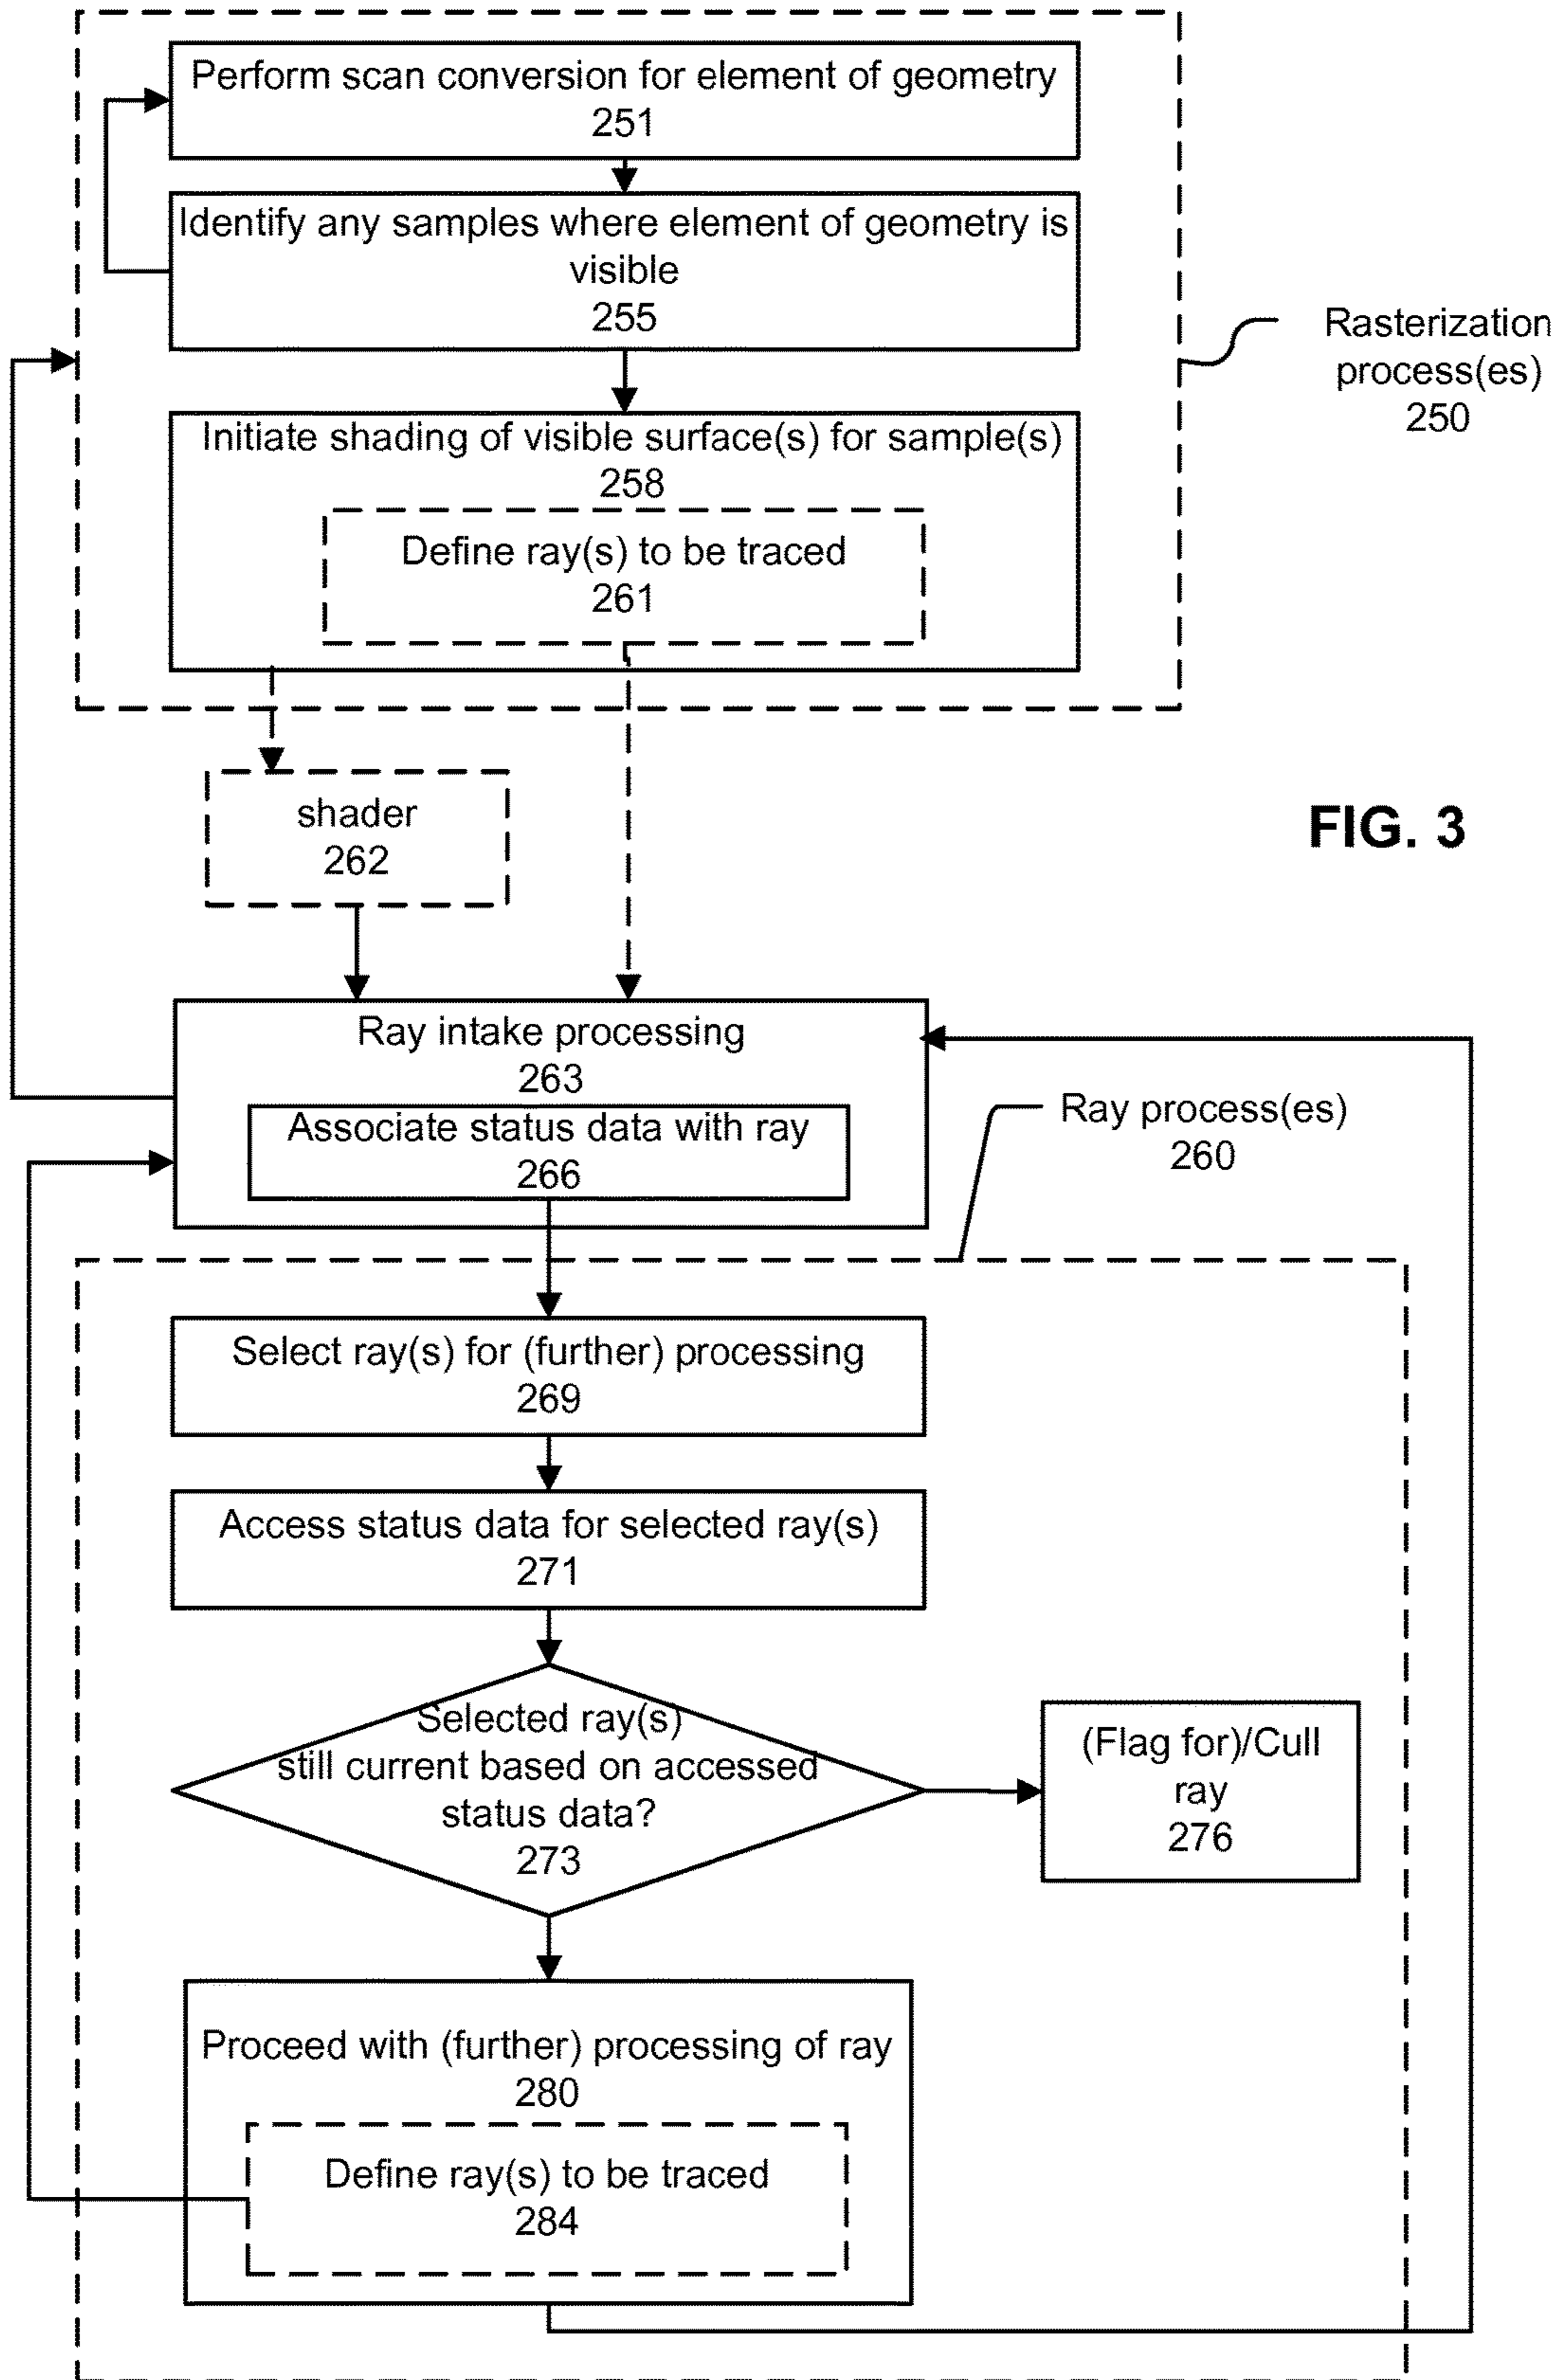 Perform scan conversion for element of geometry
251
Identify any samples where element of geometry is
visible
255
Rasterization
process(es)
250
Initiate shading of visible surface(s) for sample(s)
258
Define ray(s) to be traced
261
shader
262
FIG. 3
Ray intake processing
263
Associate status data with ray
266
Ray process(es)
260
Select ray(s) for (further) processing
269
Access status data for selected ray(s)
271
Selected ray(s)
still current based on accessed
status data?
273
(Flag for)/Cull
ray
276
Proceed with (further) processing of ray
280
Define ray(s) to be traced
284